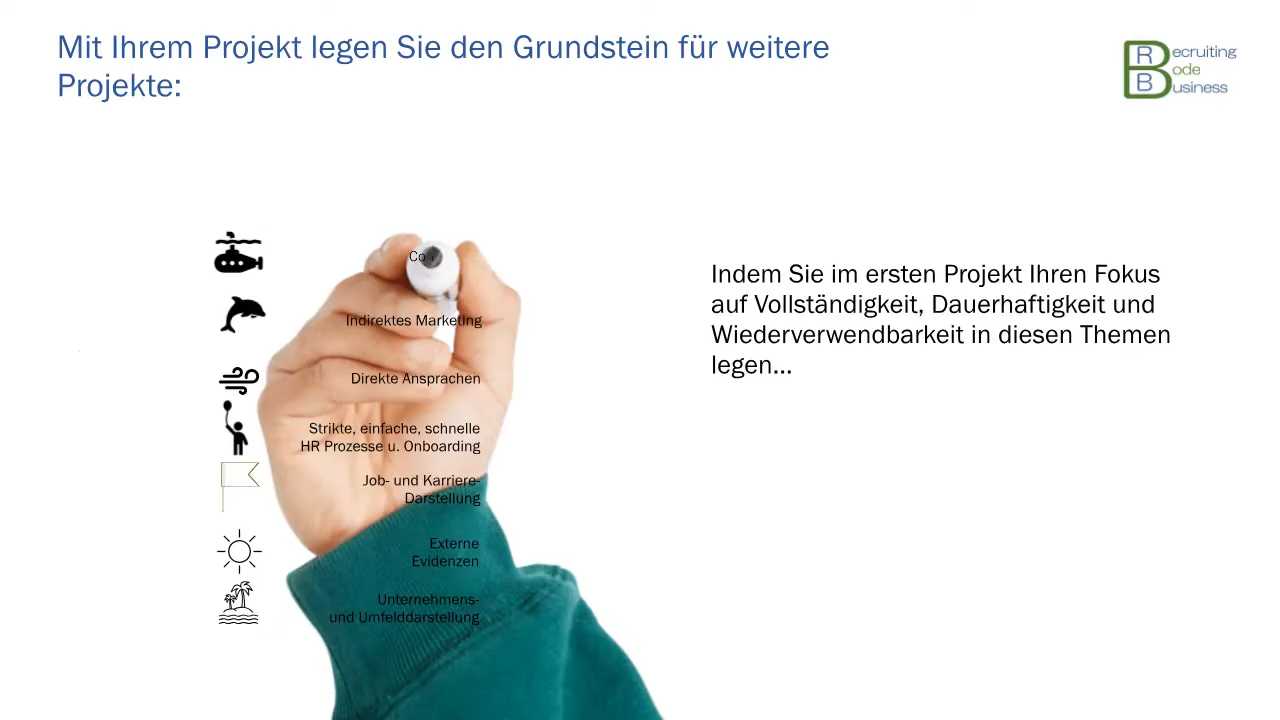 Mit Ihrem Projekt legen Sie den Grundstein für weitere
Projekte:
Recruiting
Bode
Business
R
B
Indirektes Marketing
Direkte Ansprachen
Strikte, einfache, schnelle
HR Prozesse u. Onboarding
Job- und Karriere-
Darstellung
Externe
Evidenzen
Unternehmens-
und Umfelddarstellung
Indem Sie im ersten Projekt Ihren Fokus
auf Vollständigkeit, Dauerhaftigkeit und
Wiederverwendbarkeit in diesen Themen
legen...